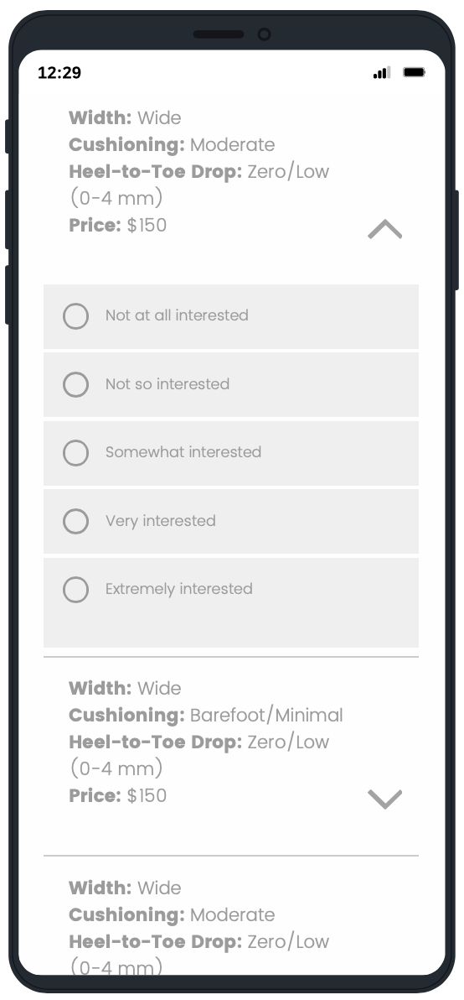 12:29
Width: Wide
Cushioning: Moderate
Heel-to-Toe Drop: Zero/Low
(0-4 mm)
Price: $150
Not at all interested
Not so interested
Somewhat interested
Very interested
Extremely interested
Width: Wide
Cushioning: Barefoot/Minimal
Heel-to-Toe Drop: Zero/Low
(0-4 mm)
Price: $150
Width: Wide
Cushioning: Moderate
Heel-to-Toe Drop: Zero/Low
(0-4 mm)